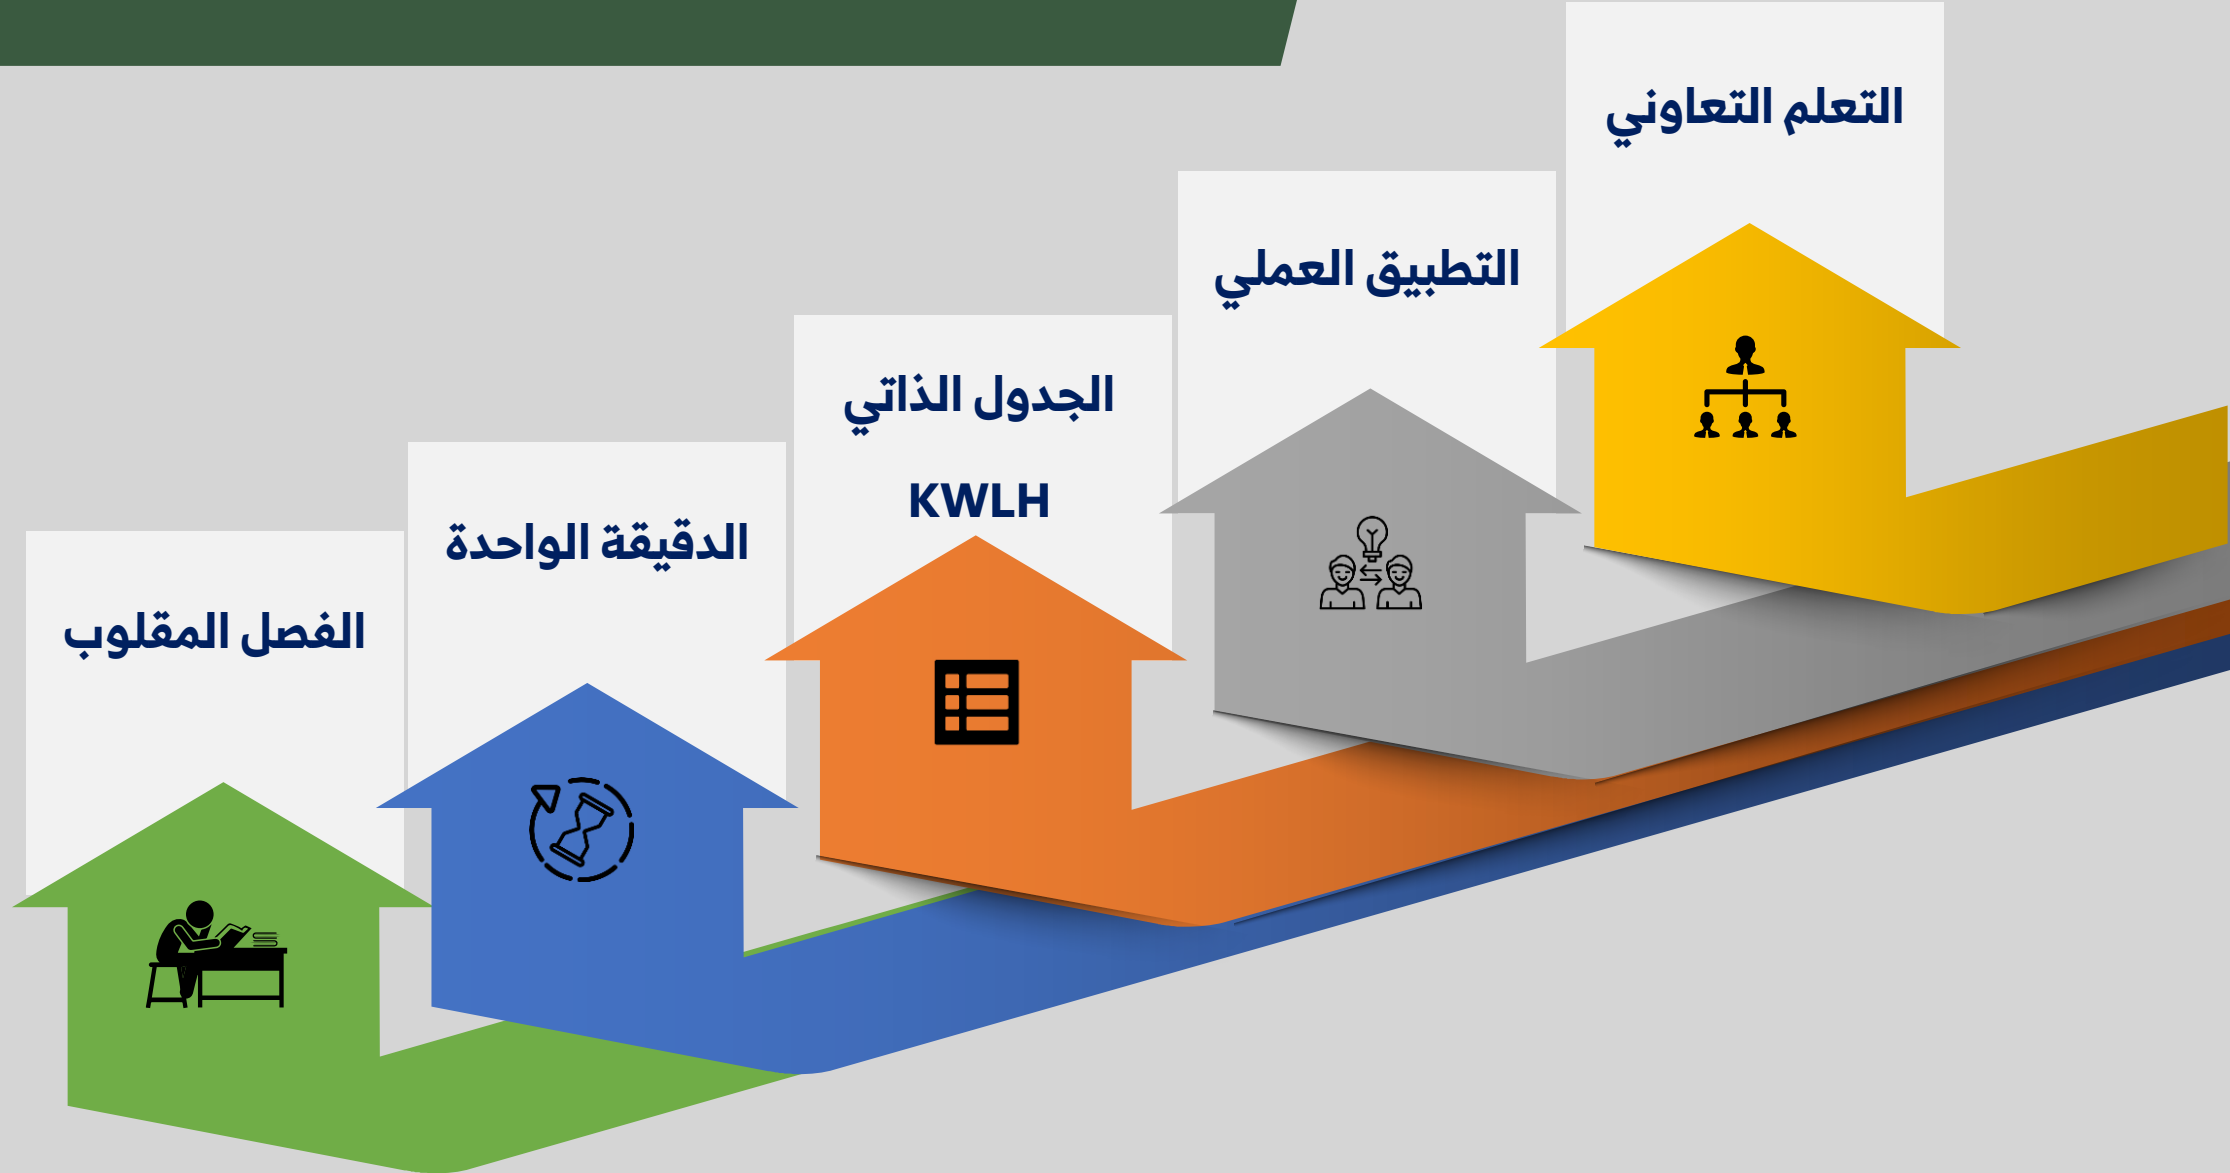 التعلم التعاوني
التطبيق العملي
الجدول الذاتي
KWLH
الدقيقة الواحدة
الفصل المقلوب